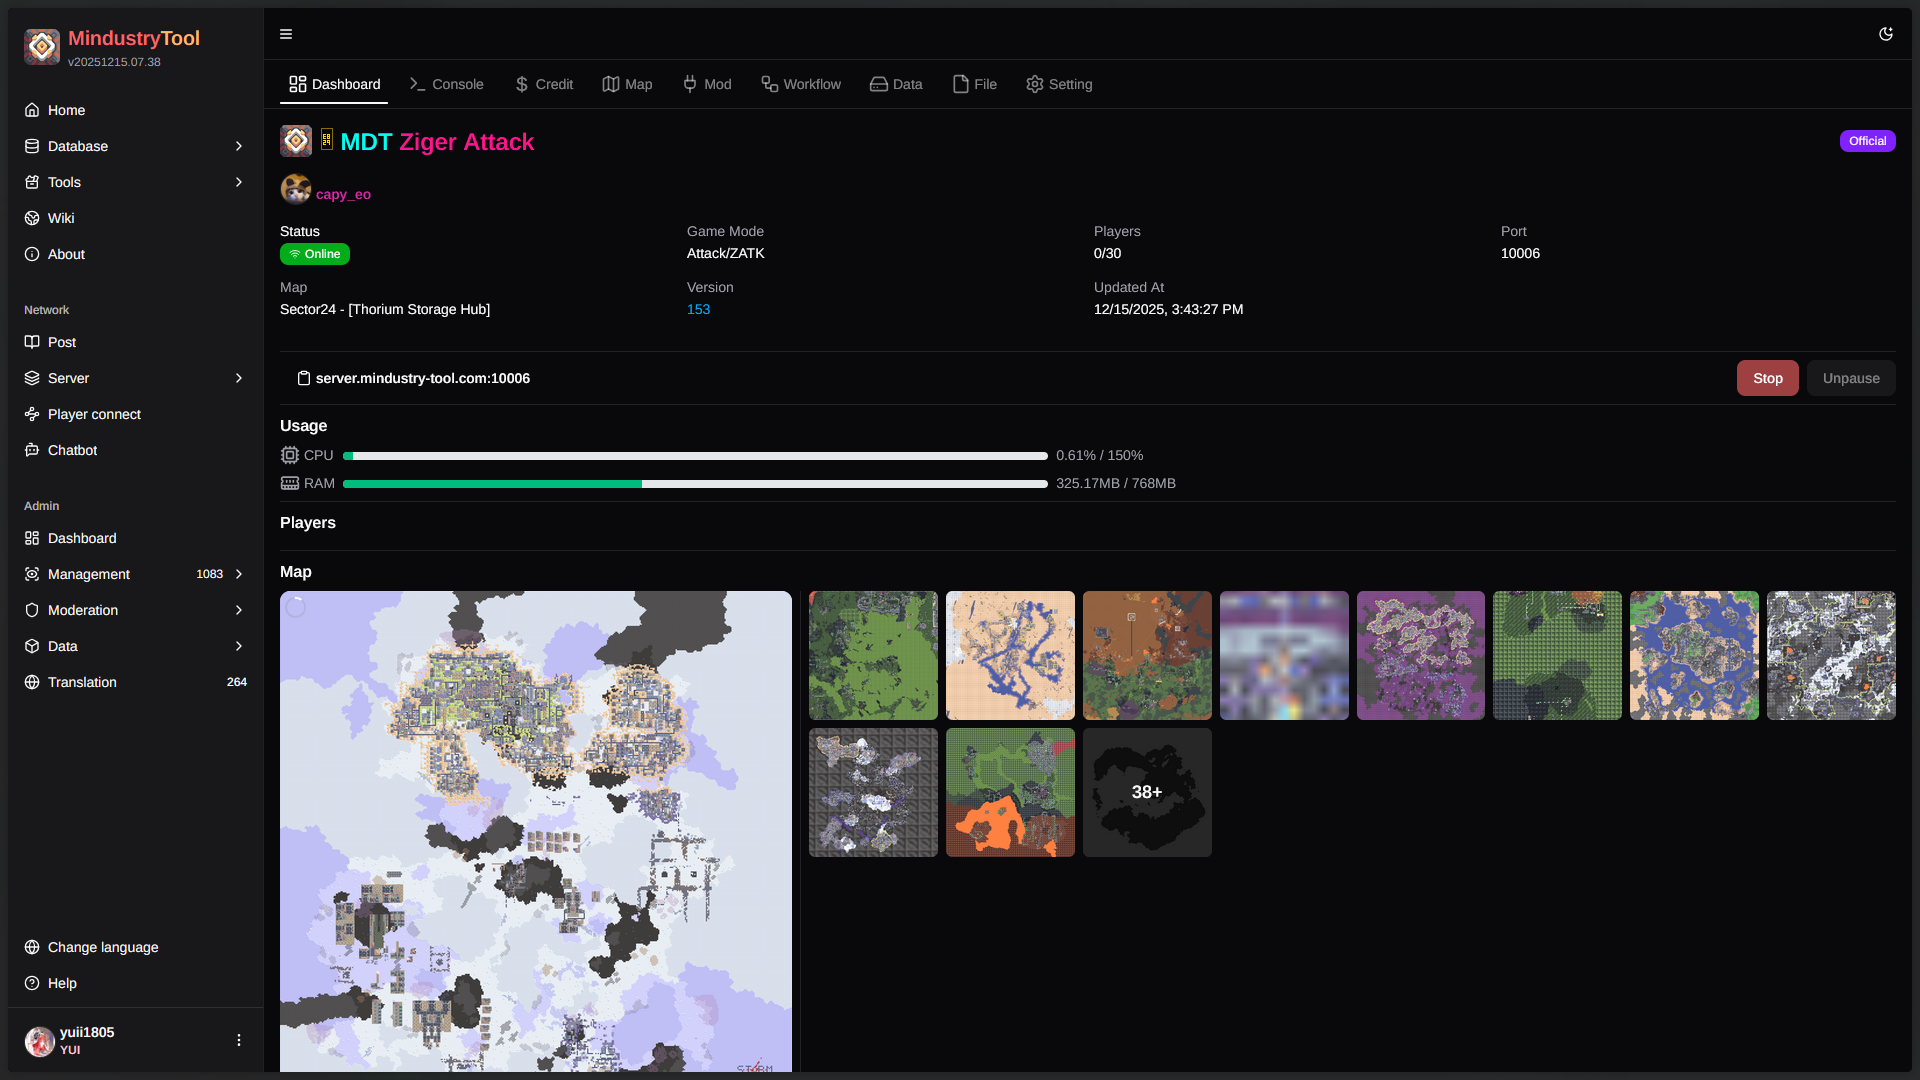 MindustryTool
v20251215.07.38
Home
Database
Tools
Wiki
About
Network
Post
Server
Player connect
Chatbot
Admin
Dashboard
Management 1083
Moderation
Data
Translation 264
Change language
Help
yuii1805
YUI
Dashboard Console Credit Map Mod Workflow Data File Setting
MDT Ziger Attack
Official
capy_eo
Status Game Mode Players Port
Online Attack/ZATK 0/30 10006
Map Version Updated At
Sector24 - [Thorium Storage Hub] 153 12/15/2025, 3:43:27 PM
server.mindustry-tool.com:10006 Stop Unpause
Usage
CPU 0.61% / 150%
RAM 325.17MB / 768MB
Players
Map
38+